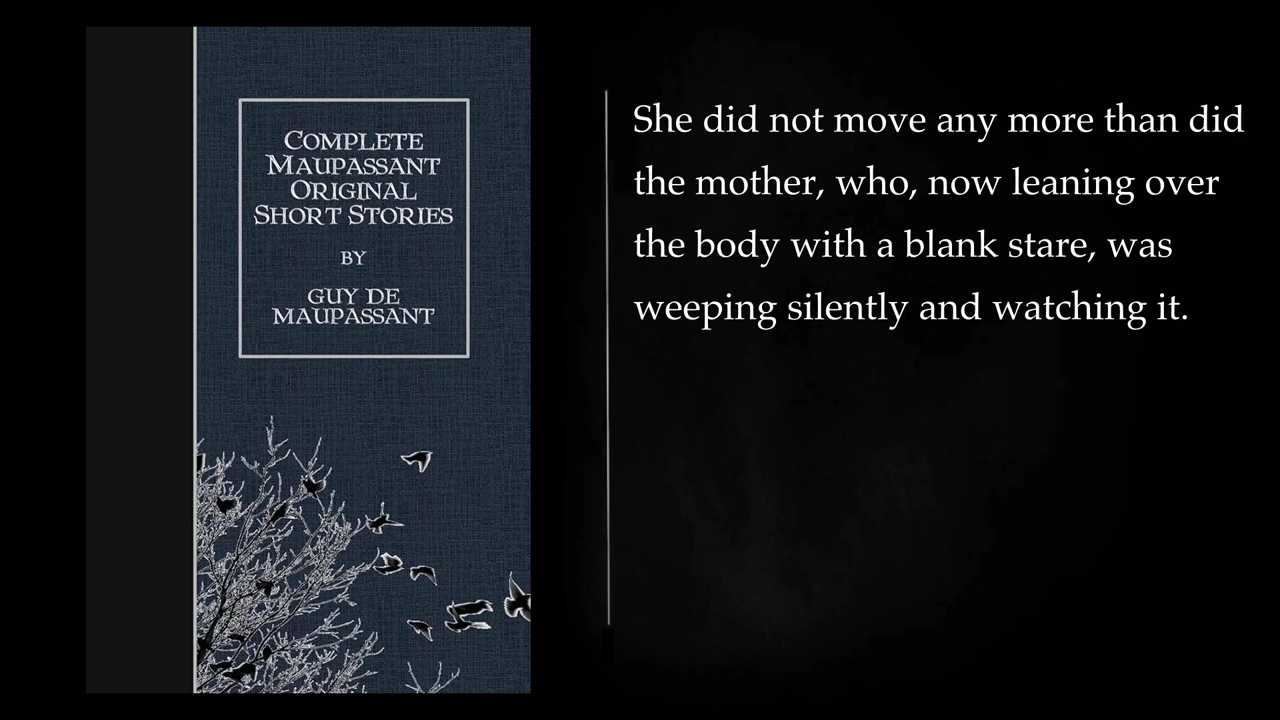 COMPLETE
MAUPASSANT
ORIGINAL
SHORT STORIES
BY
GUY DE
MAUPASSANT
She did not move any more than did
the mother, who, now leaning over
the body with a blank stare, was
weeping silently and watching it.